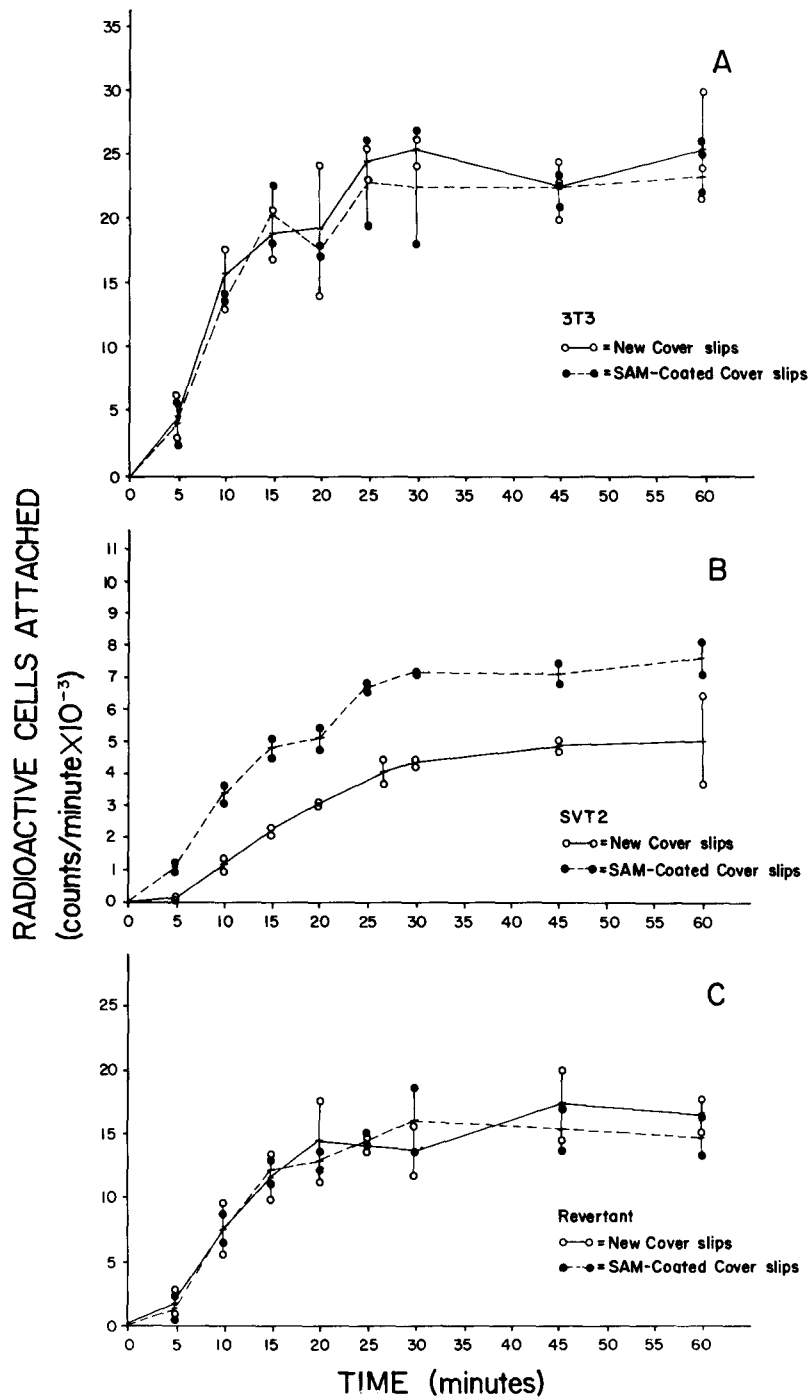 A
35
30
25
20
15
10
5
0
3T3
○—○ = New Cover slips
●--● = SAM-Coated Cover slips
0 5 10 15 20 25 30 35 40 45 50 55 60
RADIOACTIVE CELLS ATTACHED
(counts/minute×10⁻³)
B
11
10
9
8
7
6
5
4
3
2
1
0
SVT2
○—○ = New Cover slips
●--● = SAM-Coated Cover slips
0 5 10 15 20 25 30 35 40 45 50 55 60
C
25
20
15
10
5
0
Revertant
○—○ = New Cover slips
●--● = SAM-Coated Cover slips
0 5 10 15 20 25 30 35 40 45 50 55 60
TIME (minutes)